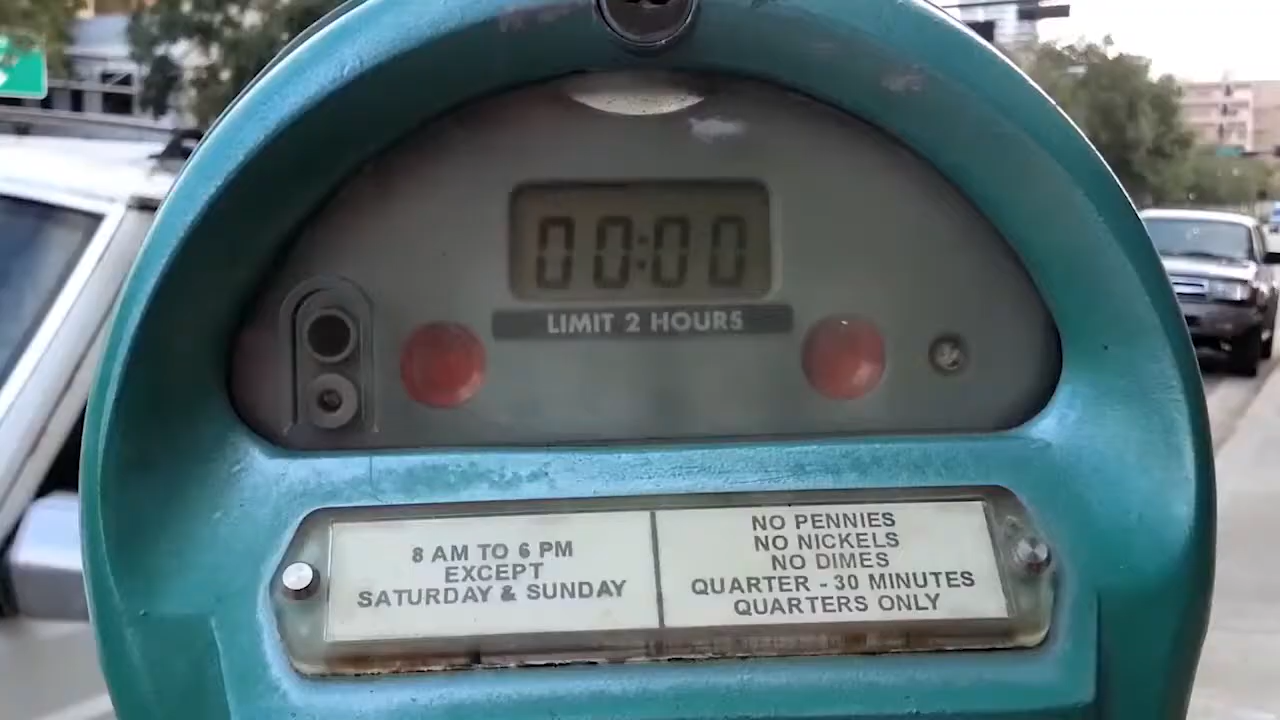 00:00
LIMIT 2 HOURS
8 AM TO 6 PM
EXCEPT
SATURDAY & SUNDAY
NO PENNIES
NO NICKELS
NO DIMES
QUARTER - 30 MINUTES
QUARTERS ONLY